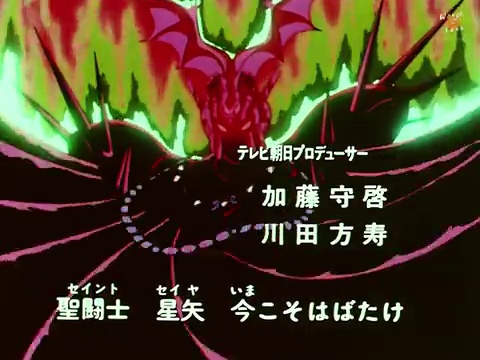 テレビ朝日プロデューサー
加藤守啓
川田方寿
セイント セイヤ いま
聖闘士 星矢 今こそはばたけ